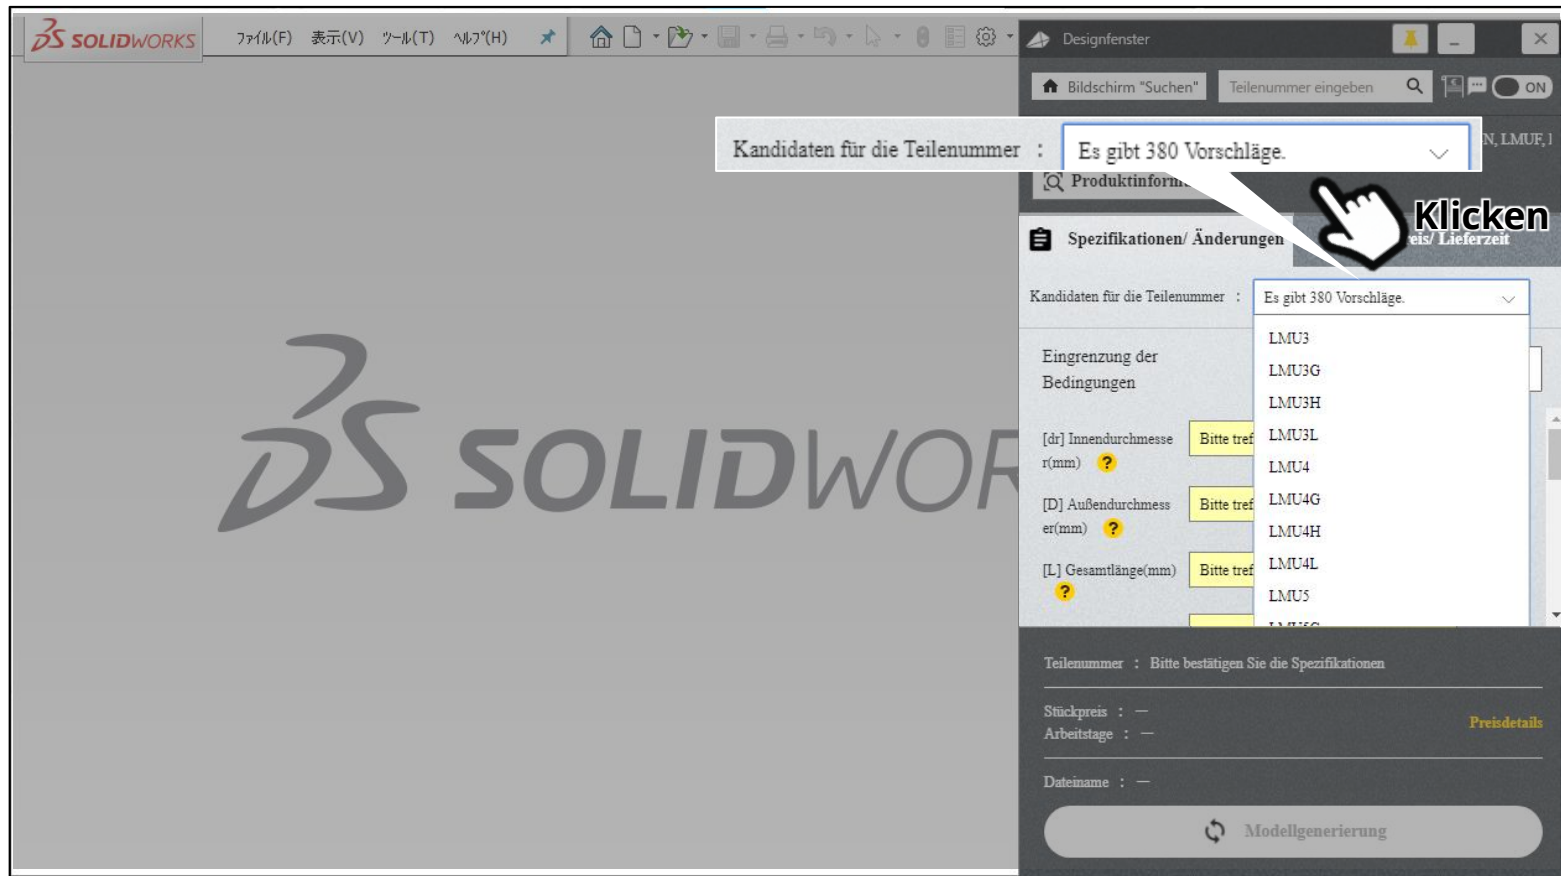 SOLIDWORKS ファイル(F) 表示(V) ツール(T) ヘルプ(H)
Designfenster
Bildschirm "Suchen" Teilenummer eingeben ON
Kandidaten für die Teilenummer : Es gibt 380 Vorschläge.
N, LMUF,
Produktinform
Klicken
Spezifikationen/ Änderungen eis/ Lieferzeit
Kandidaten für die Teilenummer : Es gibt 380 Vorschläge.
LMU3
LMU3G
LMU3H
LMU3L
LMU4
LMU4G
LMU4H
LMU4L
LMU5
Eingrenzung der
Bedingungen
[dr] Innendurchmesse
r(mm) ?
Bitte tref
[D] Außendurchmess
er(mm) ?
Bitte tref
[L] Gesamtlänge(mm)
?
Bitte tref
SOLIDWOR
Teilenummer : Bitte bestätigen Sie die Spezifikationen
Stückpreis : —
Arbeitstage : —
Preisdetails
Dateiname : —
Modellgenerierung